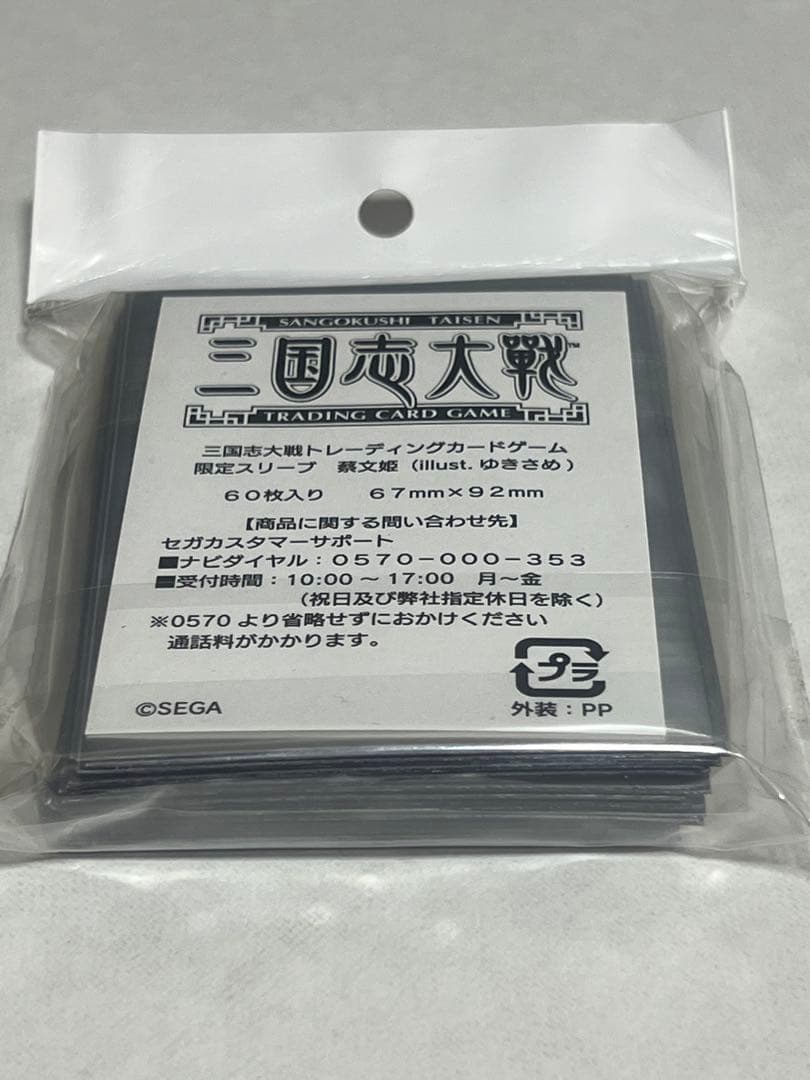 SANGOKUSHI TAISEN
三国志大戦™
TRADING CARD GAME
三国志大戦トレーディングカードゲーム
限定スリーブ 蔡文姫（illust. ゆきさめ）
６０枚入り ６７mm×９２mm
【商品に関する問い合わせ先】
セガカスタマーサポート
■ナビダイヤル：０５７０－０００－３５３
■受付時間：10:00 ～ 17:00 月～金
（祝日及び弊社指定休日を除く）
※0570 より省略せずにおかけください
通話料がかかります。
プラ
©SEGA
外装：PP